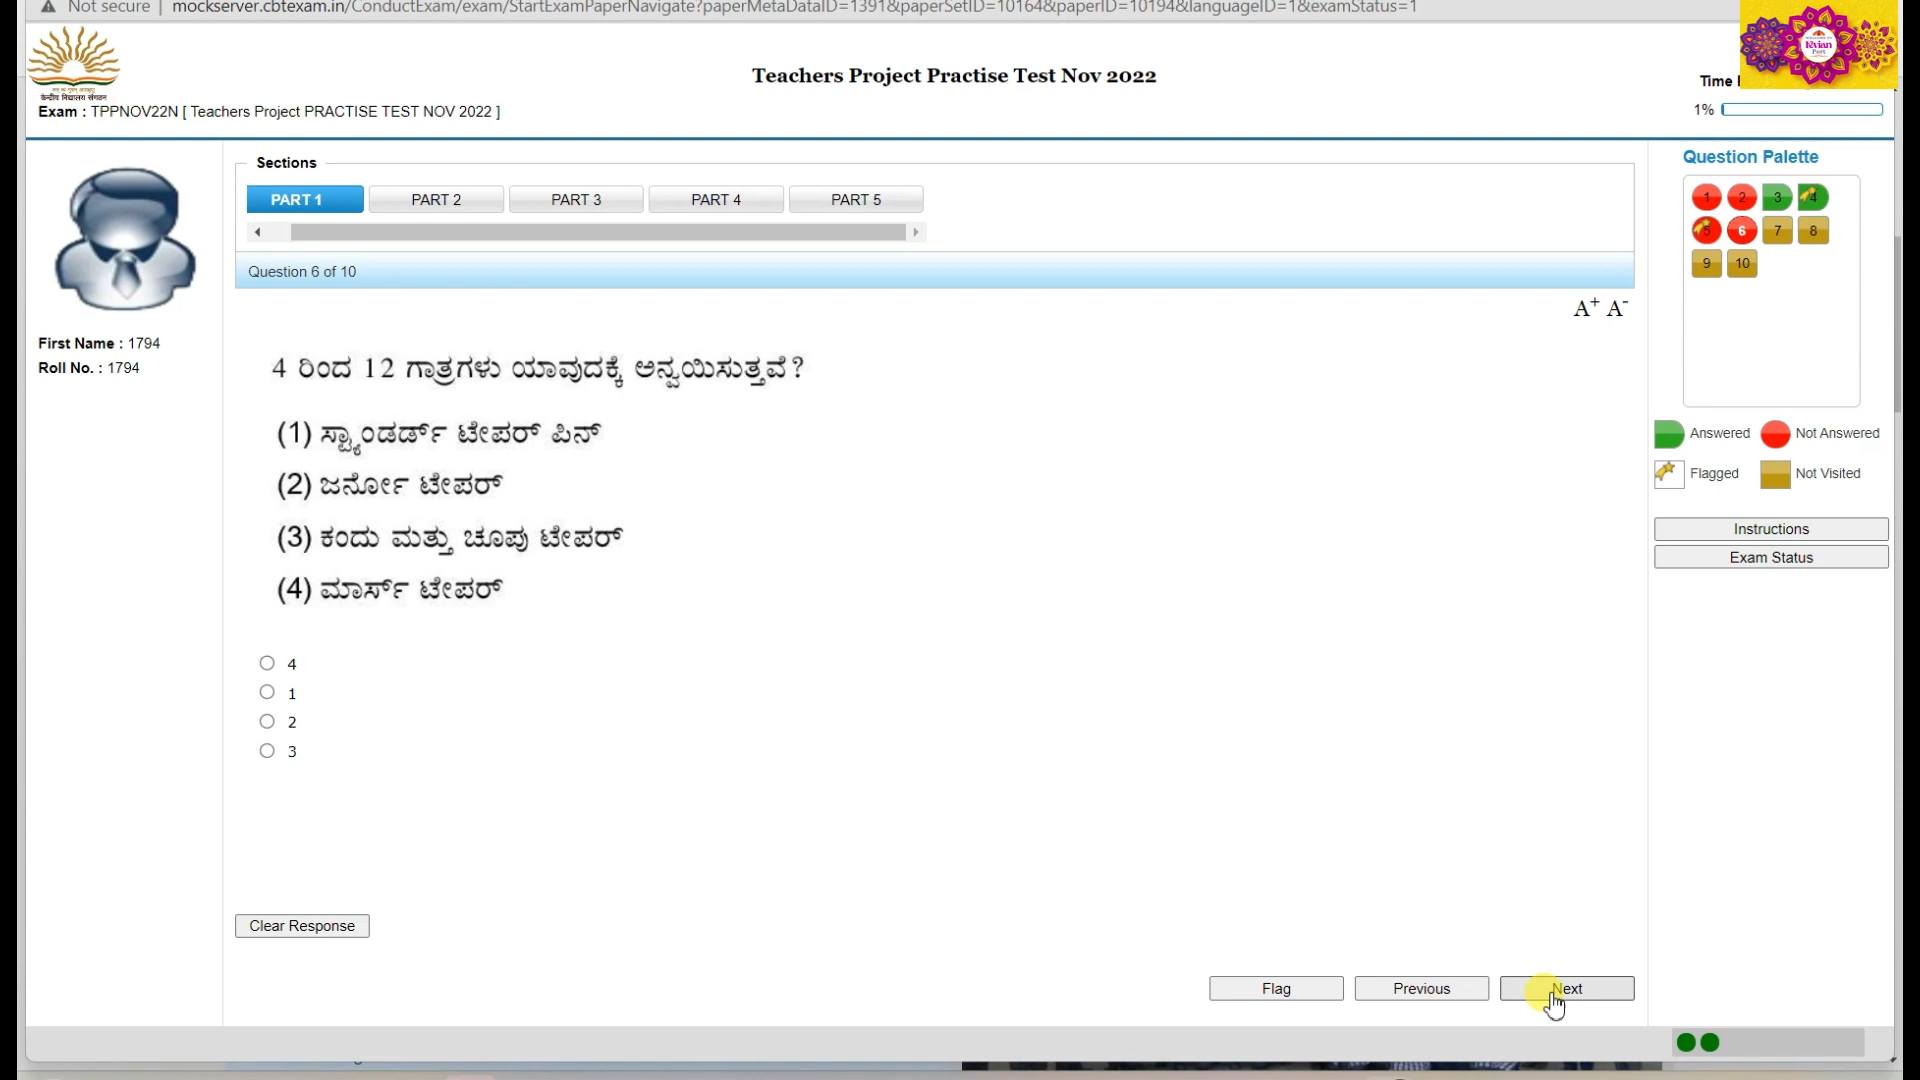 Not secure | mockserver.cbtexam.in/ConductExam/exam/StartExamPaperNavigate?paperMetaDataID=1391&paperSetID=10164&paperID=10194&languageID=1&examStatus=1
केन्द्रीय विद्यालय संगठन
Teachers Project Practise Test Nov 2022
Time
Exam : TPPNOV22N [ Teachers Project PRACTISE TEST NOV 2022 ]
1%
Sections
PART 1 PART 2 PART 3 PART 4 PART 5
Question 6 of 10
A+ A-
4 ರಿಂದ 12 ಗಾತ್ರಗಳು ಯಾವುದಕ್ಕೆ ಅನ್ವಯಿಸುತ್ತವೆ?
(1) ಸ್ಟ್ಯಾಂಡರ್ಡ್ ಟೇಪರ್ ಪಿನ್
(2) ಜರ್ನೋ ಟೇಪರ್
(3) ಕಂದು ಮತ್ತು ಚೂಪು ಟೇಪರ್
(4) ಮಾರ್ಸ್ ಟೇಪರ್
4
1
2
3
Clear Response
Flag Previous Next
First Name : 1794
Roll No. : 1794
Question Palette
1 2 3 4
5 6 7 8
9 10
Answered Not Answered
Flagged Not Visited
Instructions
Exam Status